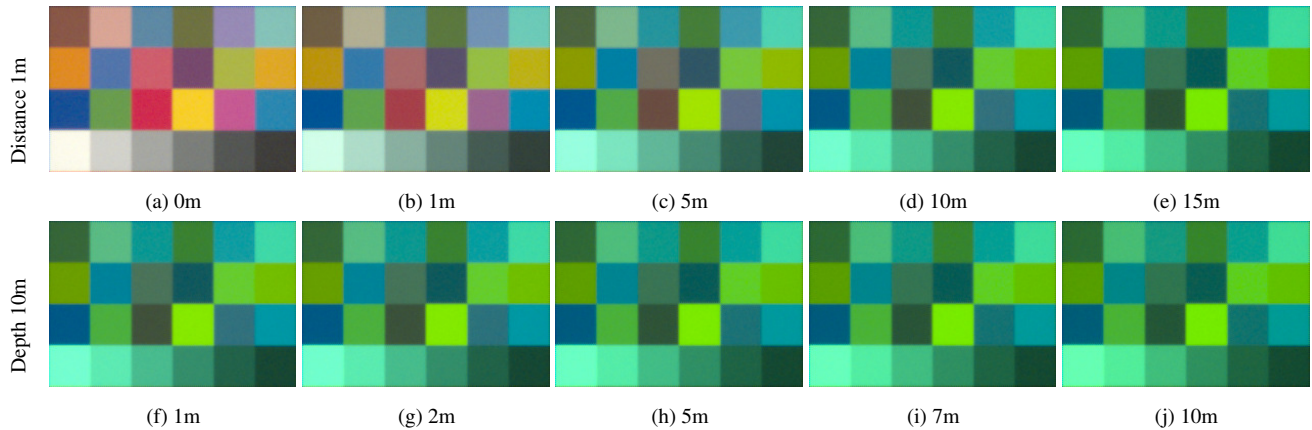 Distance 1m
(a) 0m
(b) 1m
(c) 5m
(d) 10m
(e) 15m
Depth 10m
(f) 1m
(g) 2m
(h) 5m
(i) 7m
(j) 10m